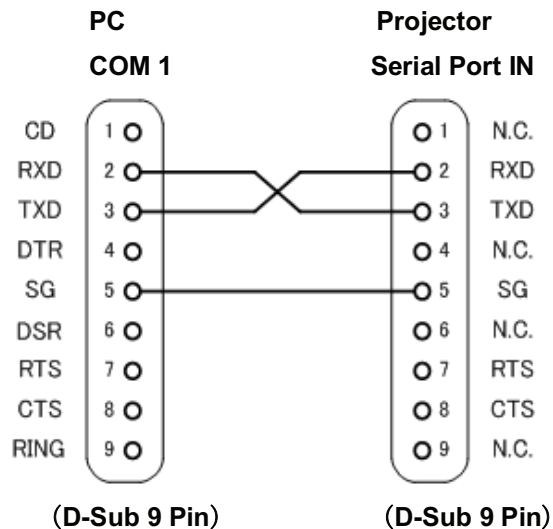 PC Projector
COM 1 Serial Port IN
CD 1 1 N.C.
RXD 2 2 RXD
TXD 3 3 TXD
DTR 4 4 N.C.
SG 5 5 SG
DSR 6 6 N.C.
RTS 7 7 RTS
CTS 8 8 CTS
RING 9 9 N.C.
（D-Sub 9 Pin） （D-Sub 9 Pin）